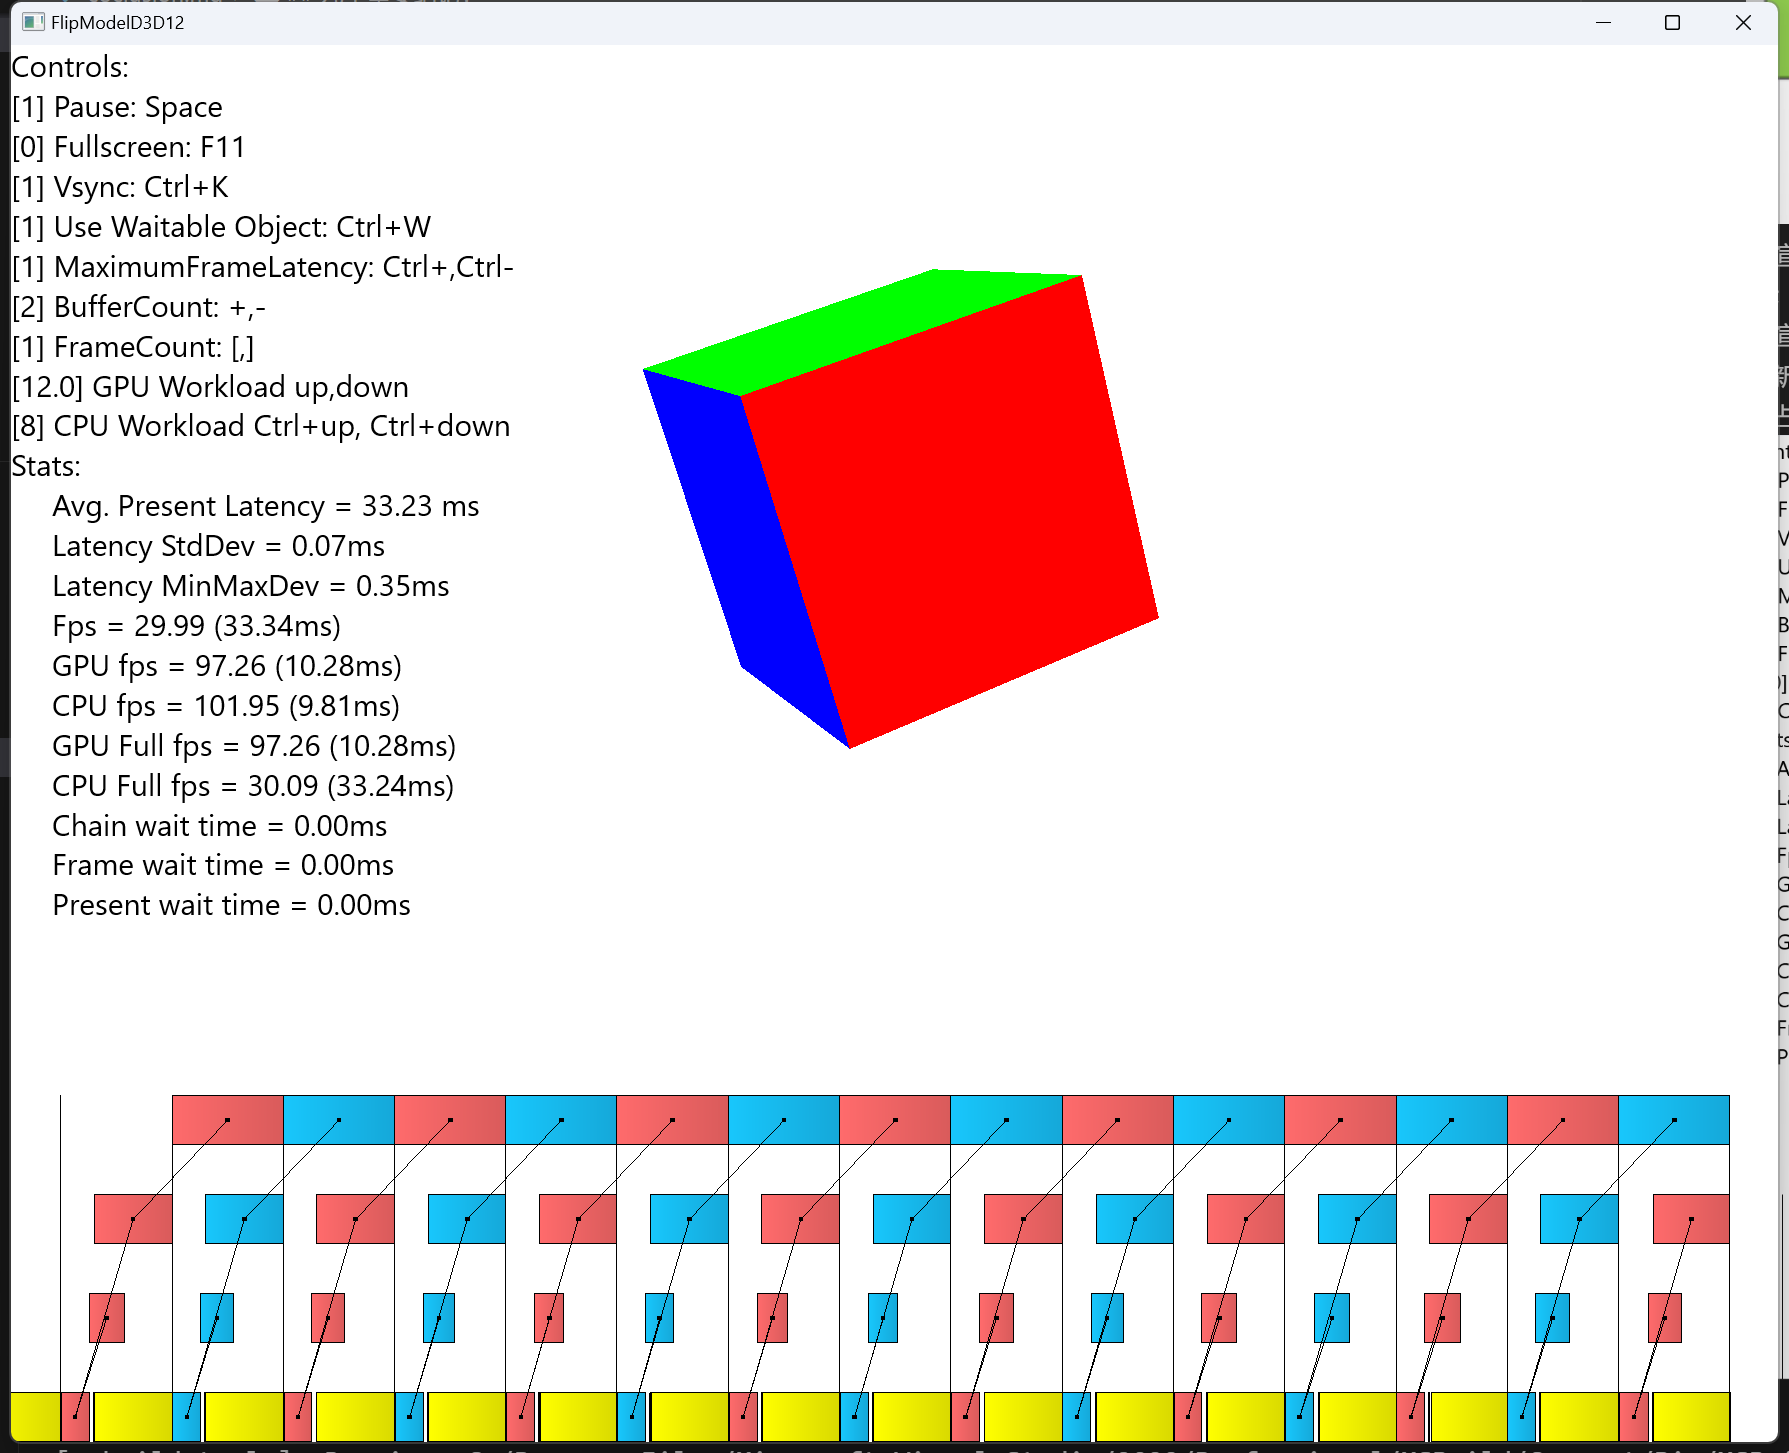 FlipModelD3D12
Controls:
[1] Pause: Space
[0] Fullscreen: F11
[1] Vsync: Ctrl+K
[1] Use Waitable Object: Ctrl+W
[1] MaximumFrameLatency: Ctrl+,Ctrl-
[2] BufferCount: +,-
[1] FrameCount: [,]
[12.0] GPU Workload up,down
[8] CPU Workload Ctrl+up, Ctrl+down
Stats:
Avg. Present Latency = 33.23 ms
Latency StdDev = 0.07ms
Latency MinMaxDev = 0.35ms
Fps = 29.99 (33.34ms)
GPU fps = 97.26 (10.28ms)
CPU fps = 101.95 (9.81ms)
GPU Full fps = 97.26 (10.28ms)
CPU Full fps = 30.09 (33.24ms)
Chain wait time = 0.00ms
Frame wait time = 0.00ms
Present wait time = 0.00ms